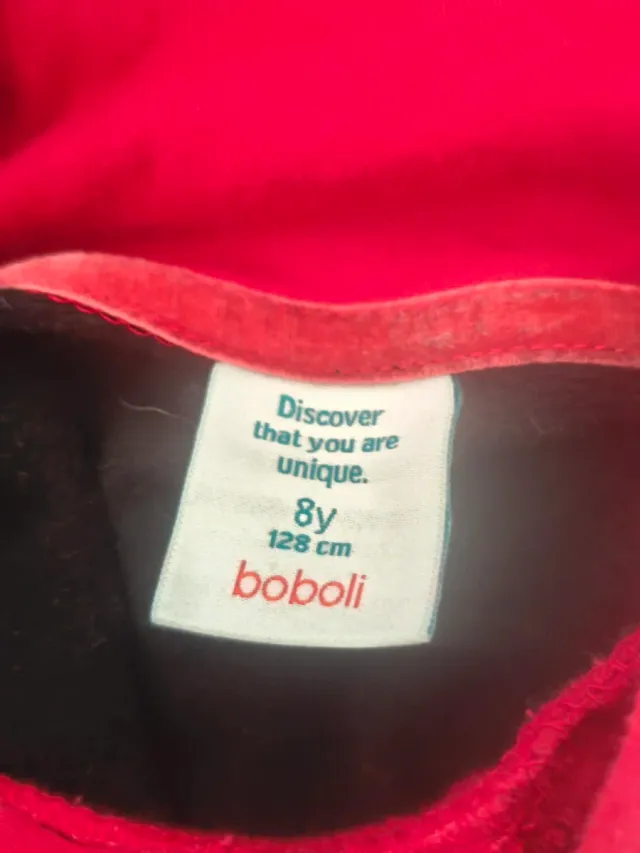 Discover
that you are
unique.
8y
128 cm
boboli